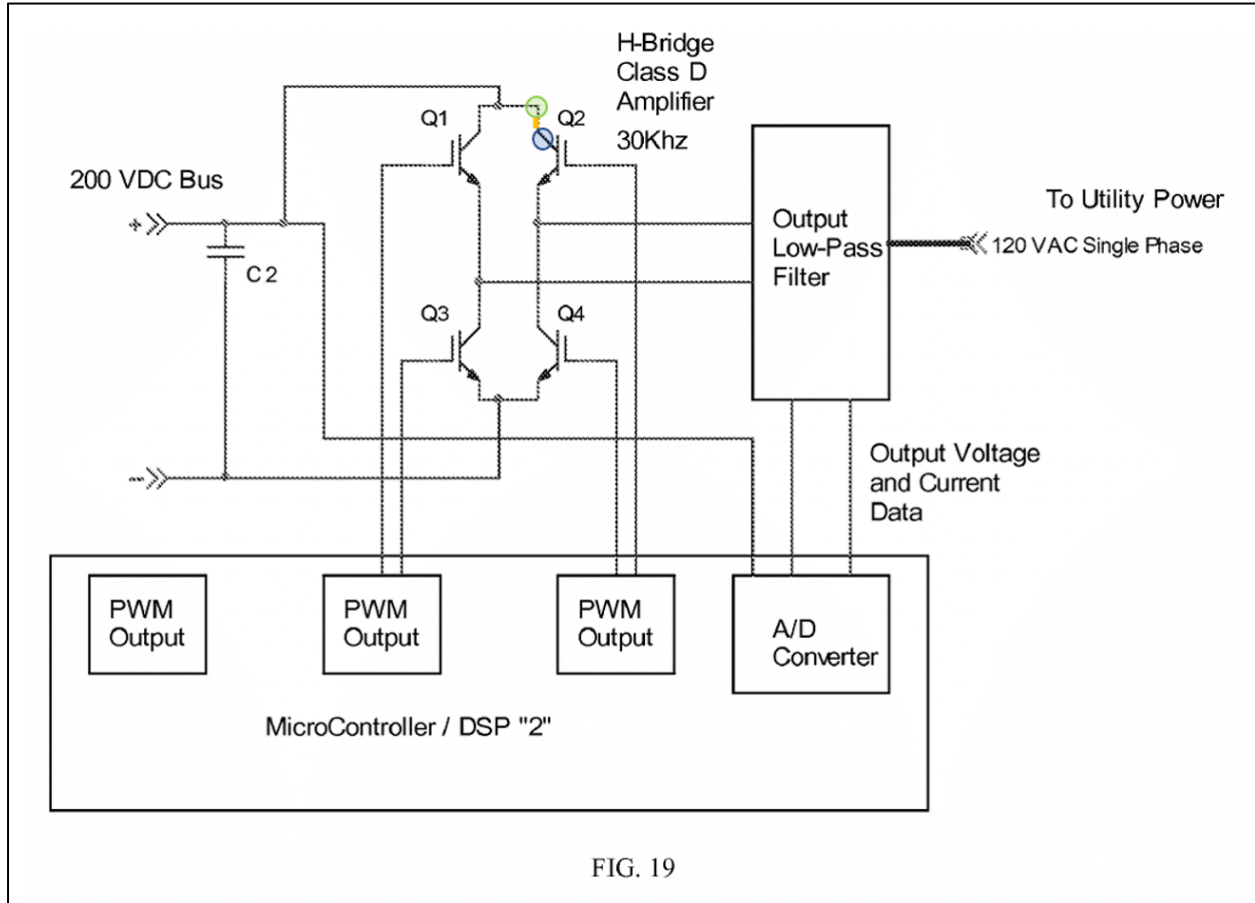 H-Bridge
Class D
Amplifier
30Khz
Q1
Q2
200 VDC Bus
+
C 2
Output
Low-Pass
Filter
To Utility Power
120 VAC Single Phase
Q3
Q4
-
Output Voltage
and Current
Data
PWM
Output
PWM
Output
PWM
Output
A/D
Converter
MicroController / DSP "2"
FIG. 19